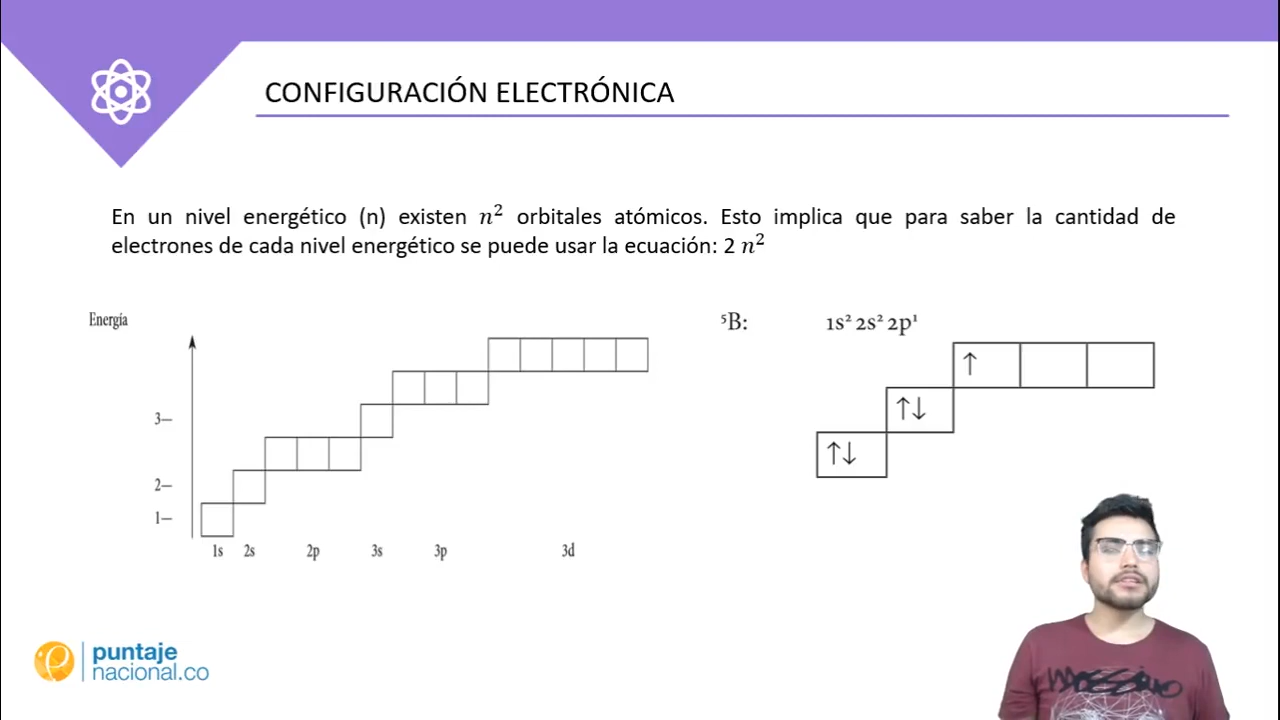 CONFIGURACIÓN ELECTRÓNICA
En un nivel energético (n) existen n² orbitales atómicos. Esto implica que para saber la cantidad de
electrones de cada nivel energético se puede usar la ecuación: 2 n²
Energía
3—
2—
1—
1s 2s 2p 3s 3p 3d
⁵B: 1s² 2s² 2p¹
↑
↑↓
↑↓
puntaje
nacional.co